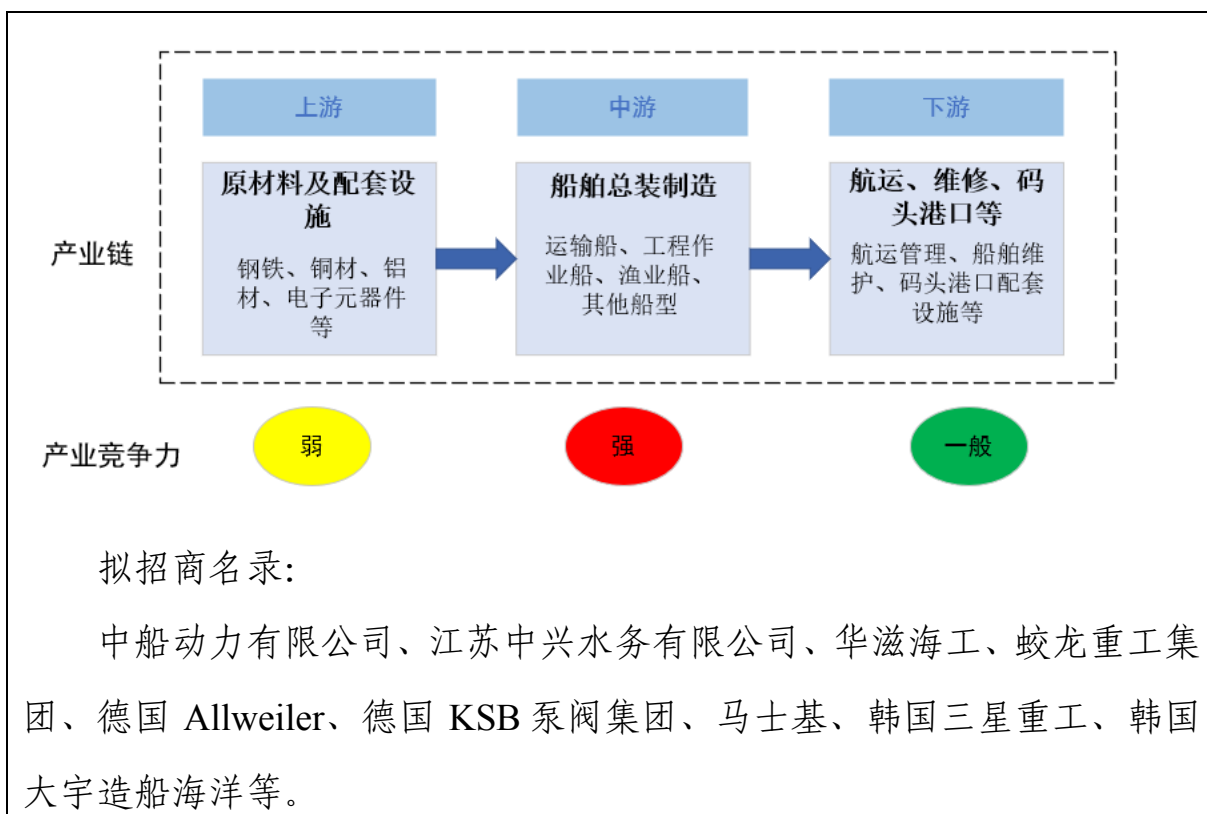 上游
中游
下游
产业链
原材料及配套设
施
钢铁、铜材、铝
材、电子元器件
等
船舶总装制造
运输船、工程作
业船、渔业船、
其他船型
航运、维修、码
头港口等
航运管理、船舶维
护、码头港口配套
设施等
产业竞争力
弱
强
一般
拟招商名录:
中船动力有限公司、江苏中兴水务有限公司、华滋海工、蛟龙重工集
团、德国 Allweiler、德国 KSB 泵阀集团、马士基、韩国三星重工、韩国
大宇造船海洋等。